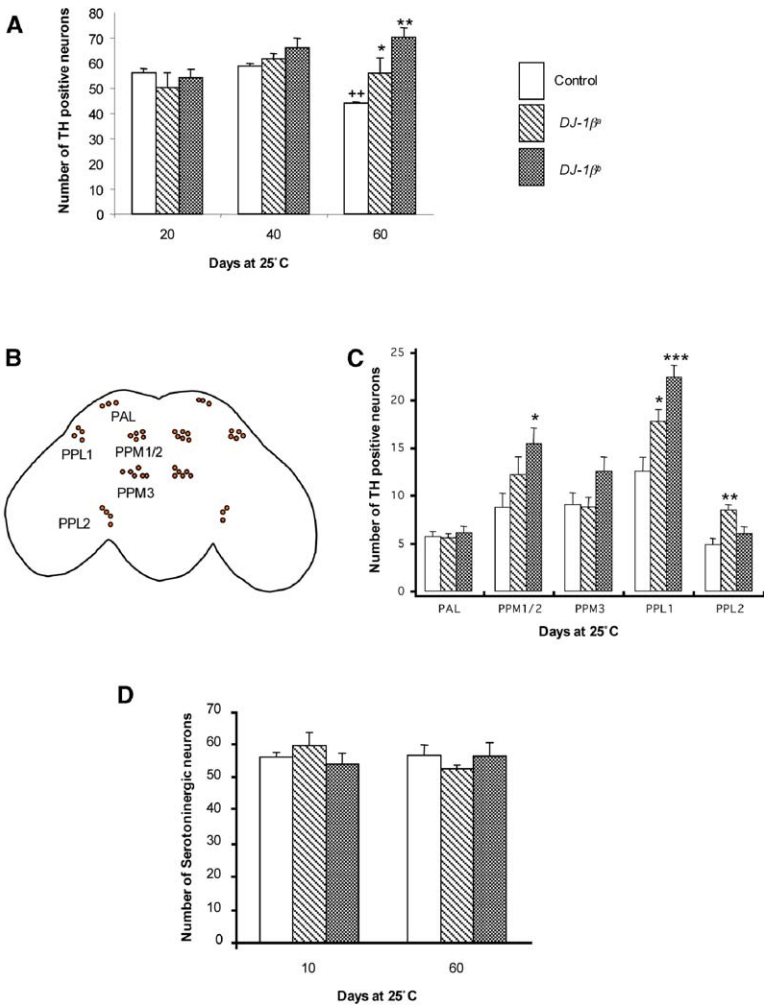 A
Number of TH positive neurons
80
70
60
50
40
30
20
10
0
++
*
**
20 40 60
Days at 25°C
Control
DJ-1βᵃ
DJ-1βᵇ
B
PAL
PPL1 PPM1/2
PPM3
PPL2
C
Number of TH positive neurons
25
20
15
10
5
0
*
*
***
**
PAL PPM1/2 PPM3 PPL1 PPL2
Days at 25°C
D
Number of Serotoninergic neurons
70
60
50
40
30
20
10
0
10 60
Days at 25°C